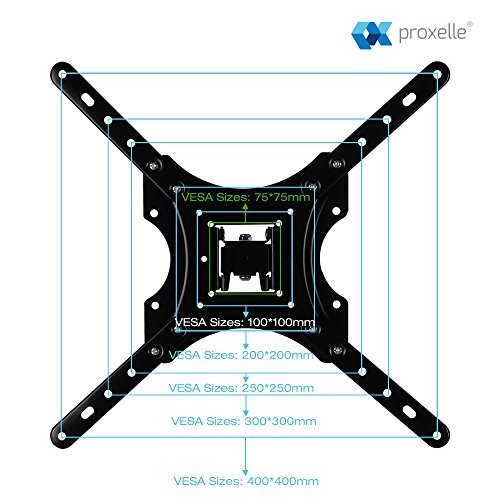 proxelle®
VESA Sizes: 75*75mm
VESA Sizes: 100*100mm
VESA Sizes: 200*200mm
VESA Sizes: 250*250mm
VESA Sizes: 300*300mm
VESA Sizes: 400*400mm